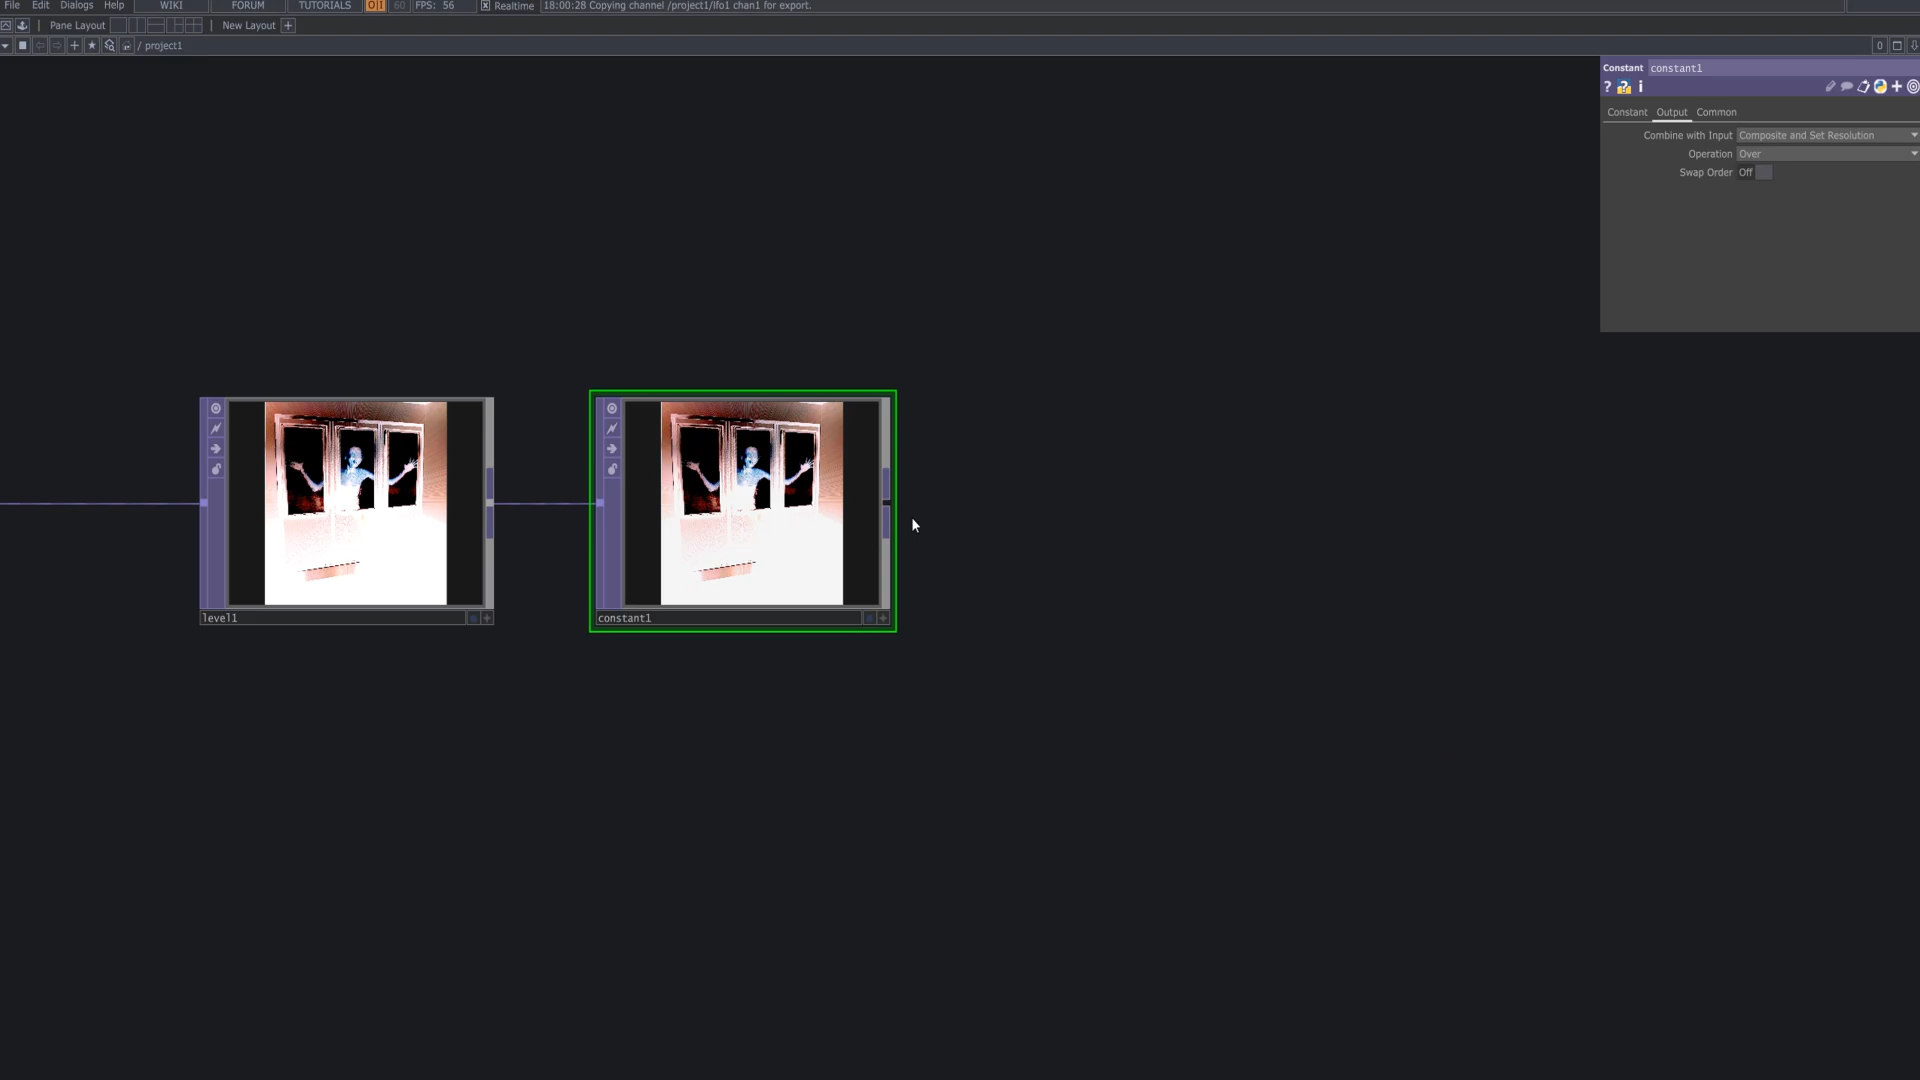 File Edit Dialogs Help WIKI FORUM TUTORIALS O|I 60 FPS: 56 Realtime 18:00:28 Copying channel /project1/lfo1 chan1 for export.
Pane Layout New Layout
/ project1 0
Constant constant1
? ? i
Constant Output Common
Combine with Input Composite and Set Resolution
Operation Over
Swap Order Off
level1 constant1